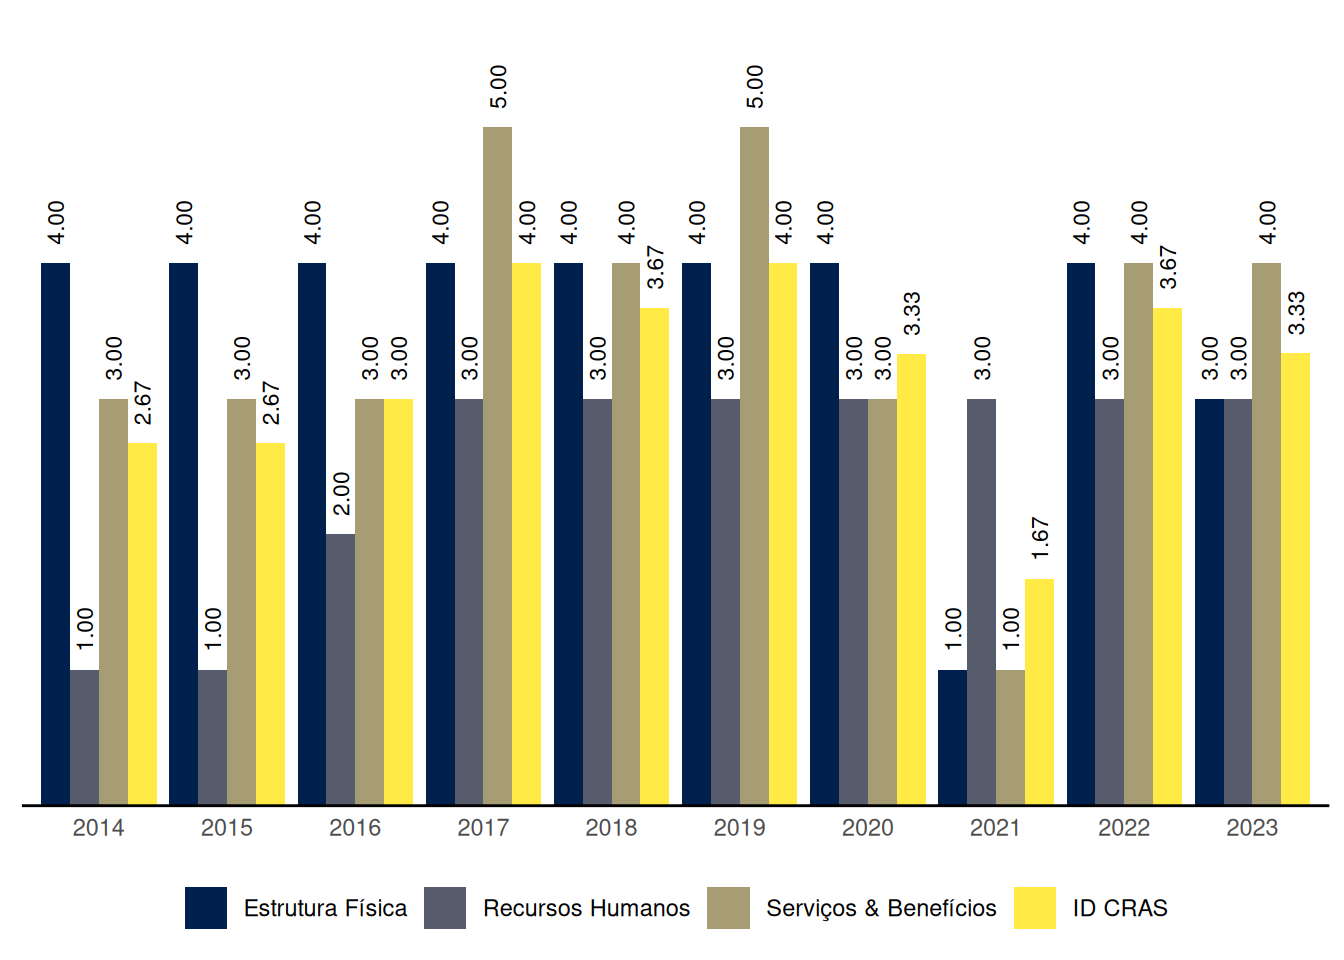 5.00 5.00
4.00 4.00 4.00 4.00 4.00 4.00 4.00 4.00 4.00 4.00 4.00 4.00 4.00
3.67 3.67
3.33 3.33
3.00 3.00 3.00 3.00 3.00 3.00 3.00 3.00 3.00 3.00 3.00 3.00 3.00
2.67 2.67
2.00
1.67
1.00 1.00 1.00 1.00
2014 2015 2016 2017 2018 2019 2020 2021 2022 2023
Estrutura Física Recursos Humanos Serviços & Benefícios ID CRAS